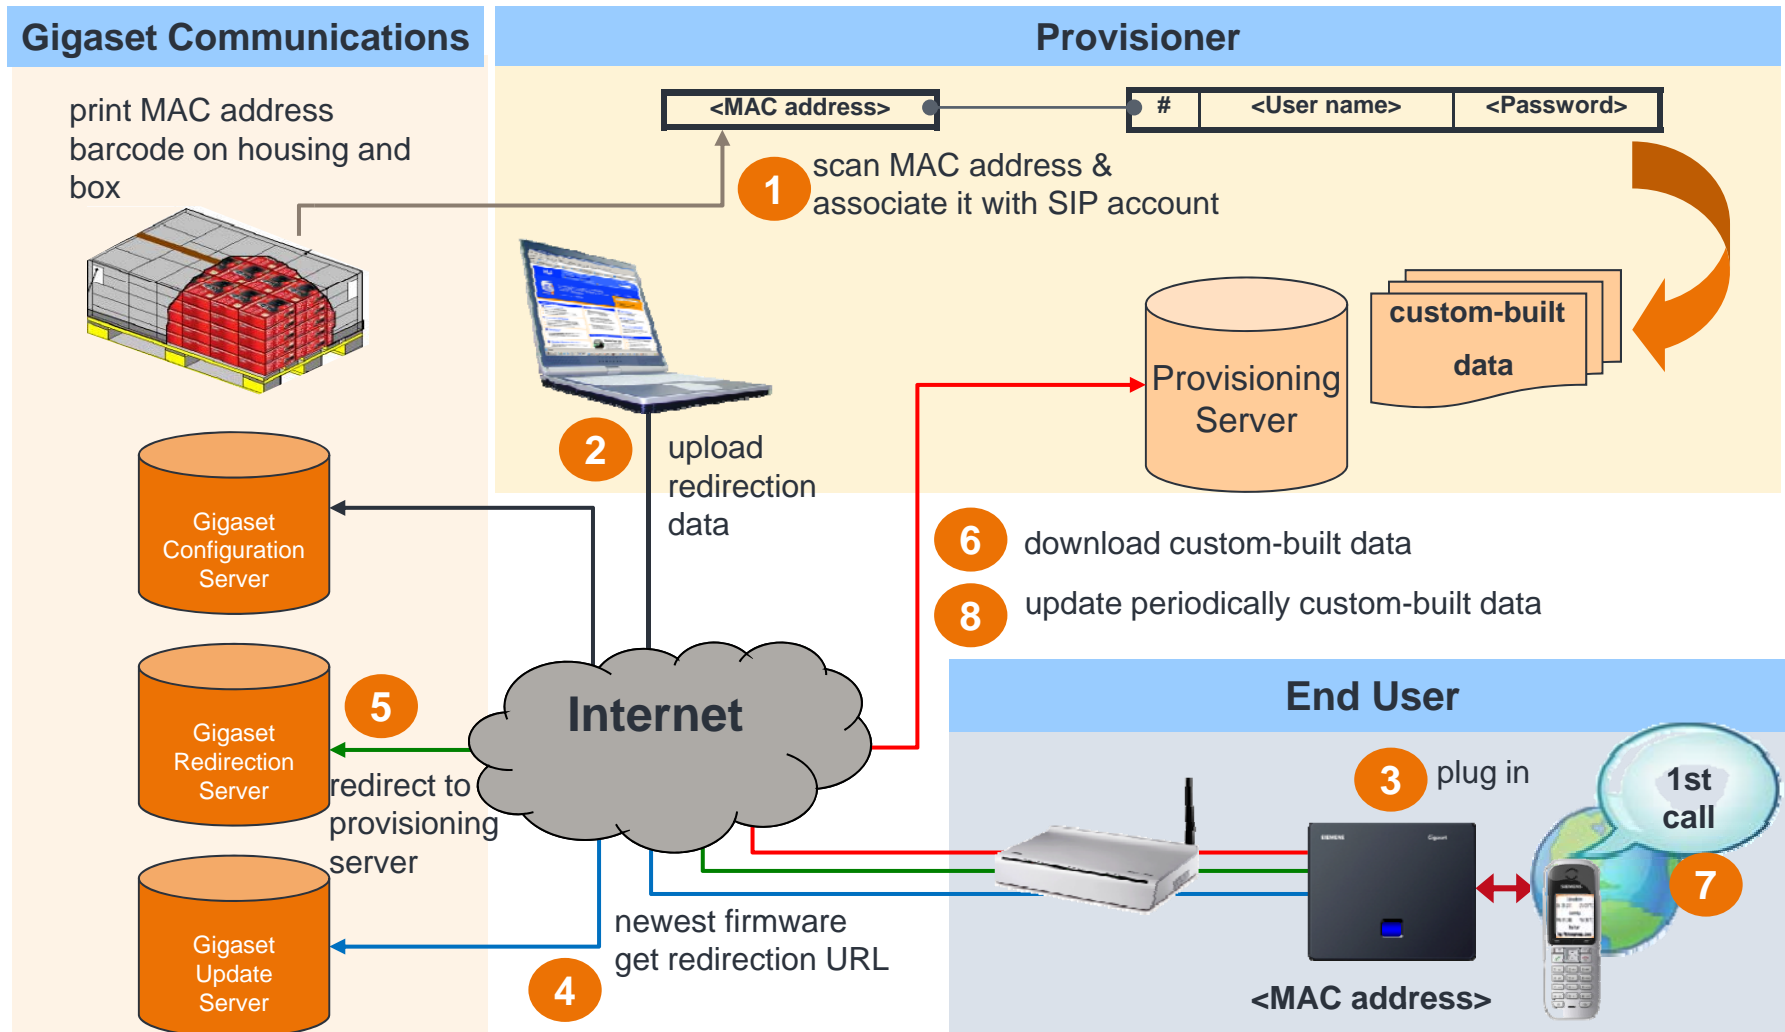 Gigaset Communications
Provisioner
print MAC address
barcode on housing and
box
<MAC address>
# <User name> <Password>
1
scan MAC address &
associate it with SIP account
custom-built
data
Provisioning
Server
2
upload
redirection
data
Gigaset
Configuration
Server
6
download custom-built data
8
update periodically custom-built data
Internet
5
Gigaset
Redirection
Server
redirect to
provisioning
server
End User
3
plug in
1st
call
7
SIEMENS
Gigaset
SIEMENS
newest firmware
get redirection URL
4
Gigaset
Update
Server
<MAC address>